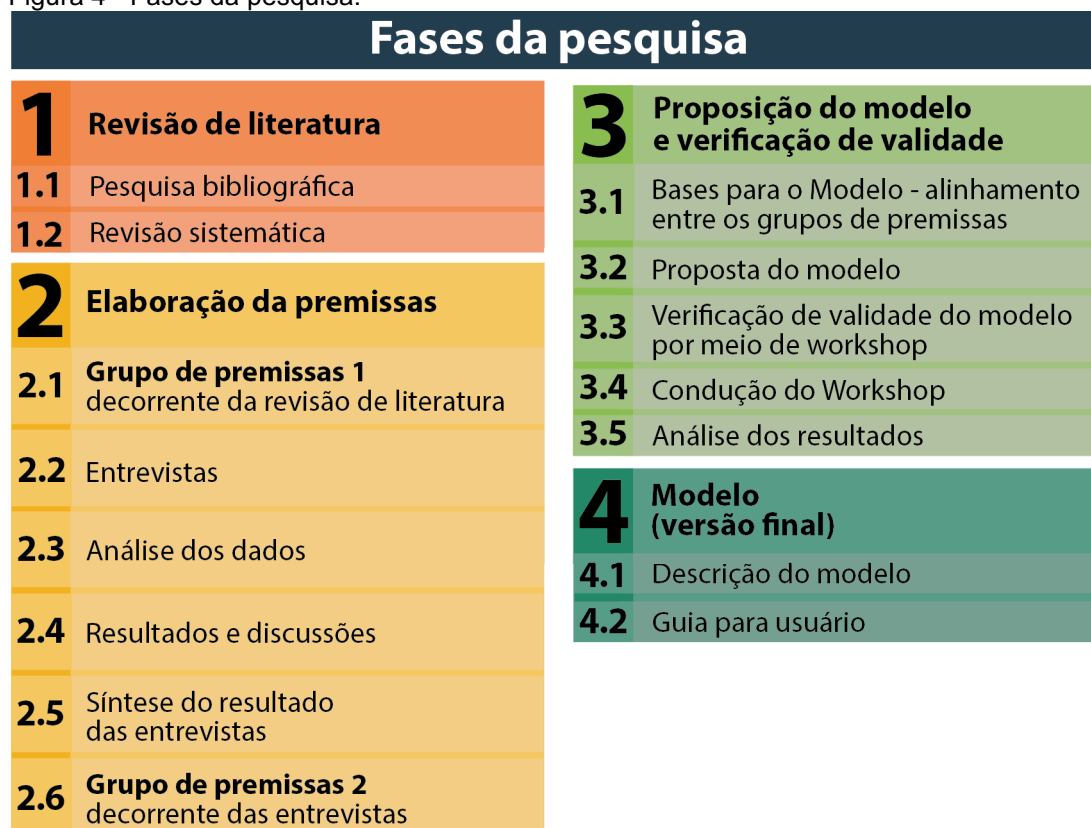 Figura 4 - Fases da pesquisa.
Fases da pesquisa
1 Revisão de literatura
1.1 Pesquisa bibliográfica
1.2 Revisão sistemática
2 Elaboração da premissas
2.1 Grupo de premissas 1
decorrente da revisão de literatura
2.2 Entrevistas
2.3 Análise dos dados
2.4 Resultados e discussões
2.5 Síntese do resultado
das entrevistas
2.6 Grupo de premissas 2
decorrente das entrevistas
3 Proposição do modelo
e verificação de validade
3.1 Bases para o Modelo - alinhamento
entre os grupos de premissas
3.2 Proposta do modelo
3.3 Verificação de validade do modelo
por meio de workshop
3.4 Condução do Workshop
3.5 Análise dos resultados
4 Modelo
(versão final)
4.1 Descrição do modelo
4.2 Guia para usuário